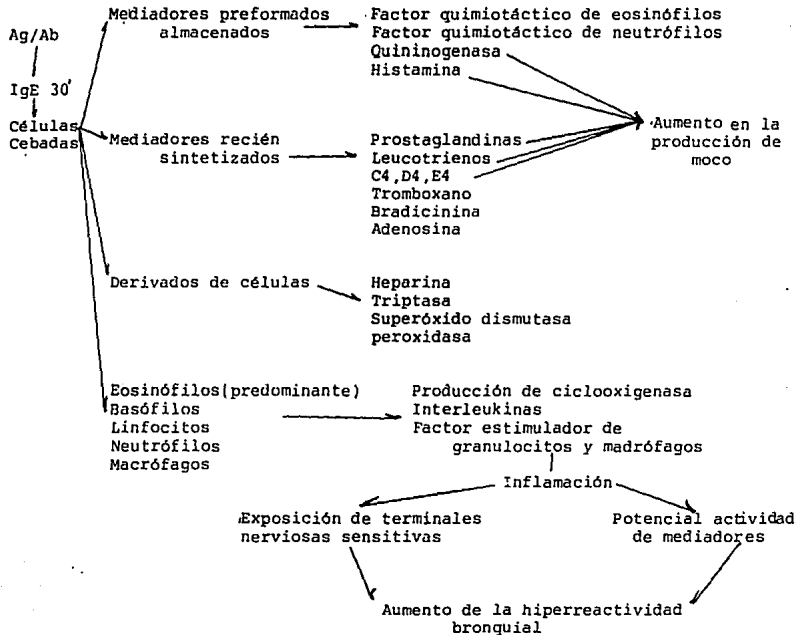 Ag/Ab
IgE 30'
Células
Cebadas
Mediadores preformados
almacenados
Factor quimiotáctico de eosinófilos
Factor quimiotáctico de neutrófilos
Quininogenasa
Histamina
Mediadores recién
sintetizados
Prostaglandinas
Leucotrienos
C4,D4,E4
Tromboxano
Bradicinina
Adenosina
Aumento en la
producción de
moco
Derivados de células
Heparina
Triptasa
Superóxido dismutasa
peroxidasa
Eosinófilos(predominante)
Basófilos
Linfocitos
Neutrófilos
Macrófagos
Producción de ciclooxigenasa
Interleukinas
Factor estimulador de
granulocitos y madrófagos
Inflamación
Exposición de terminales
nerviosas sensitivas
Potencial actividad
de mediadores
Aumento de la hiperreactividad
bronquial